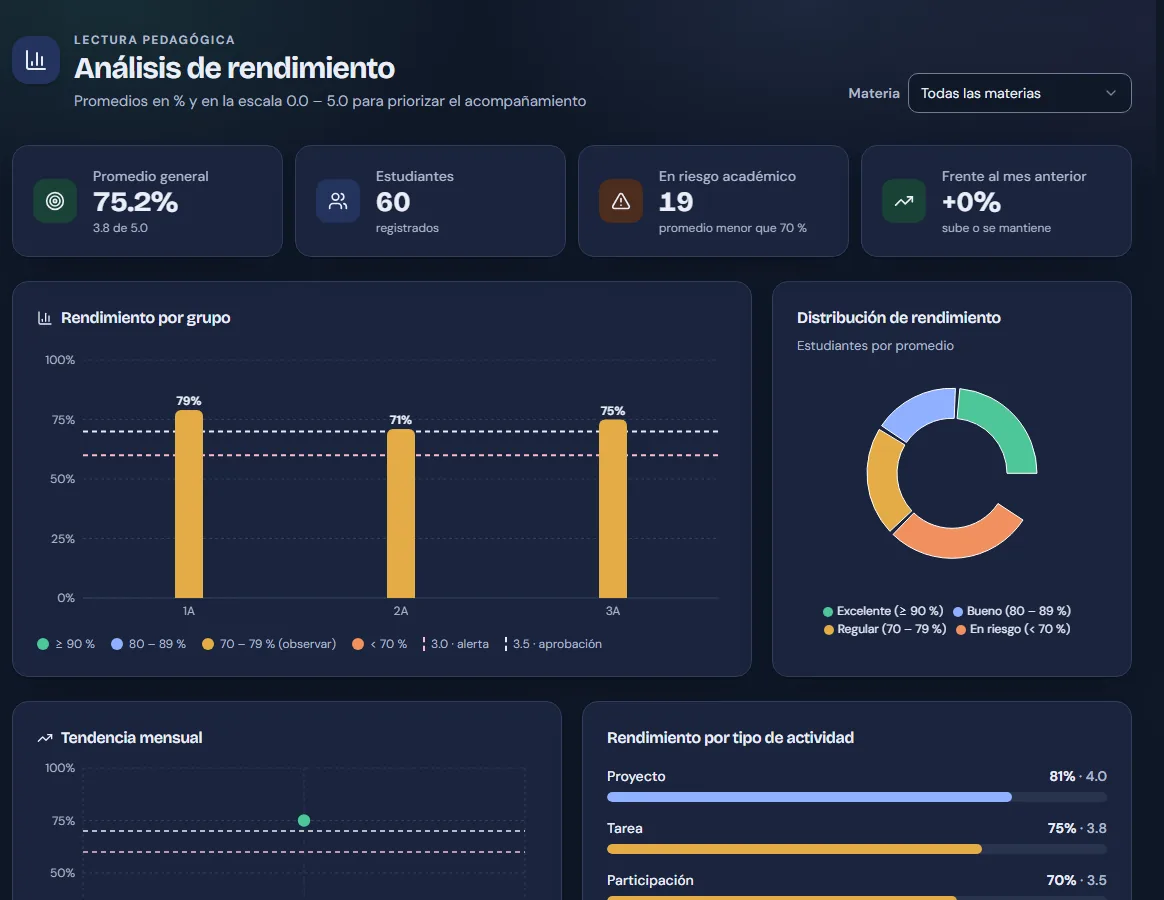 LECTURA PEDAGÓGICA
Análisis de rendimiento
Promedios en % y en la escala 0.0 – 5.0 para priorizar el acompañamiento
Materia
Todas las materias
Promedio general
75.2%
3.8 de 5.0
Estudiantes
60
registrados
En riesgo académico
19
promedio menor que 70 %
Frente al mes anterior
+0%
sube o se mantiene
Rendimiento por grupo
100%
75%
50%
25%
0%
79%
71%
75%
1A
2A
3A
≥ 90 %
80 – 89 %
70 – 79 % (observar)
< 70 %
3.0 · alerta
3.5 · aprobación
Distribución de rendimiento
Estudiantes por promedio
Excelente (≥ 90 %)
Bueno (80 – 89 %)
Regular (70 – 79 %)
En riesgo (< 70 %)
Tendencia mensual
100%
75%
50%
Rendimiento por tipo de actividad
Proyecto
81% · 4.0
Tarea
75% · 3.8
Participación
70% · 3.5